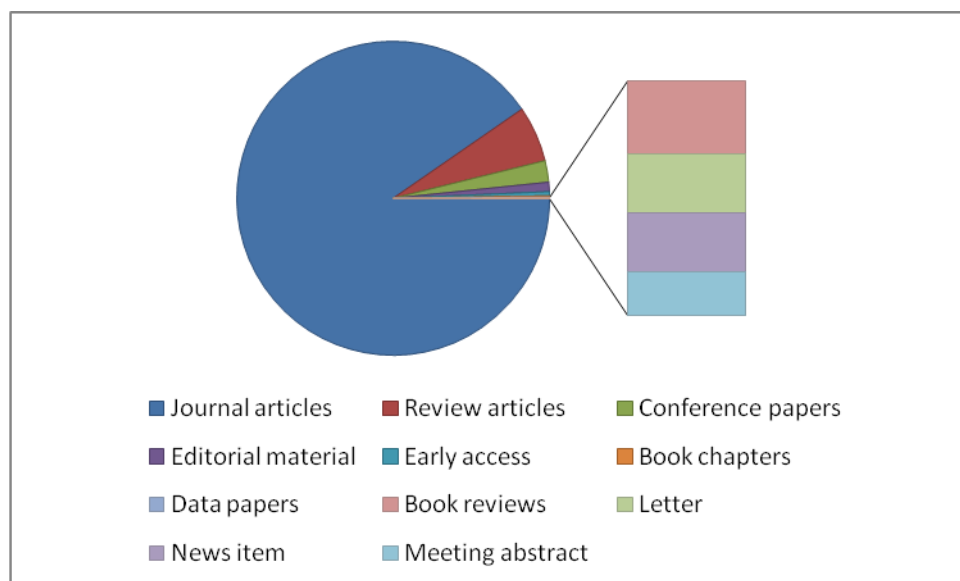 Journal articles Review articles Conference papers
Editorial material Early access Book chapters
Data papers Book reviews Letter
News item Meeting abstract